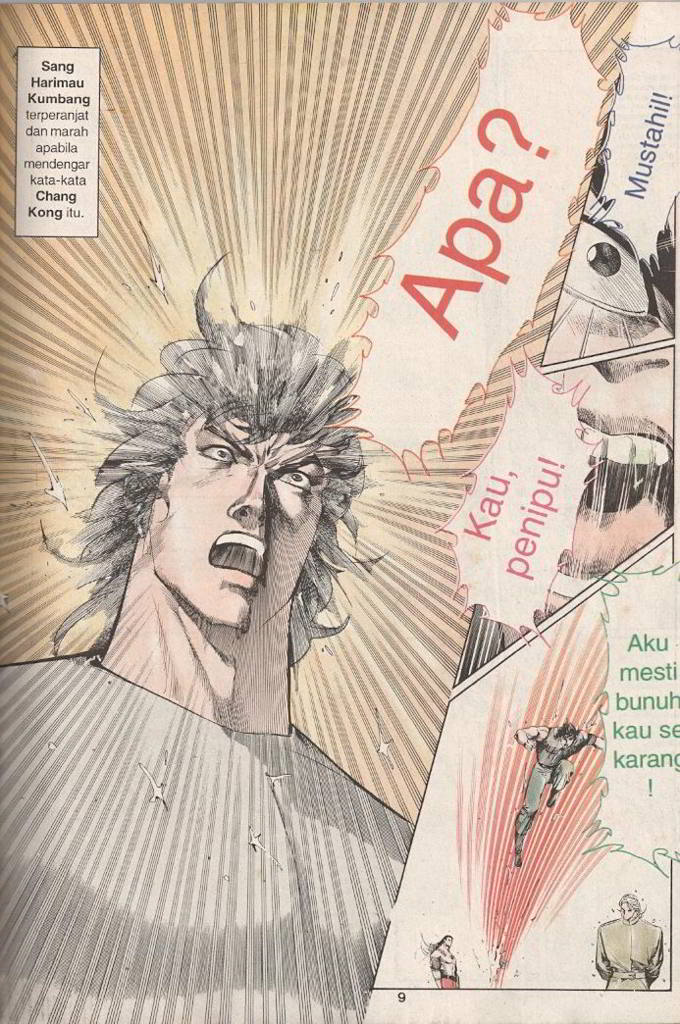 Sang
Harimau
Kumbang
terperanjat
dan marah
apabila
mendengar
kata-kata
Chang
Kong itu.
Apa?
Mustahil!
Kau,
penipu!
Aku
mesti
bunuh
kau se
karang
!
9